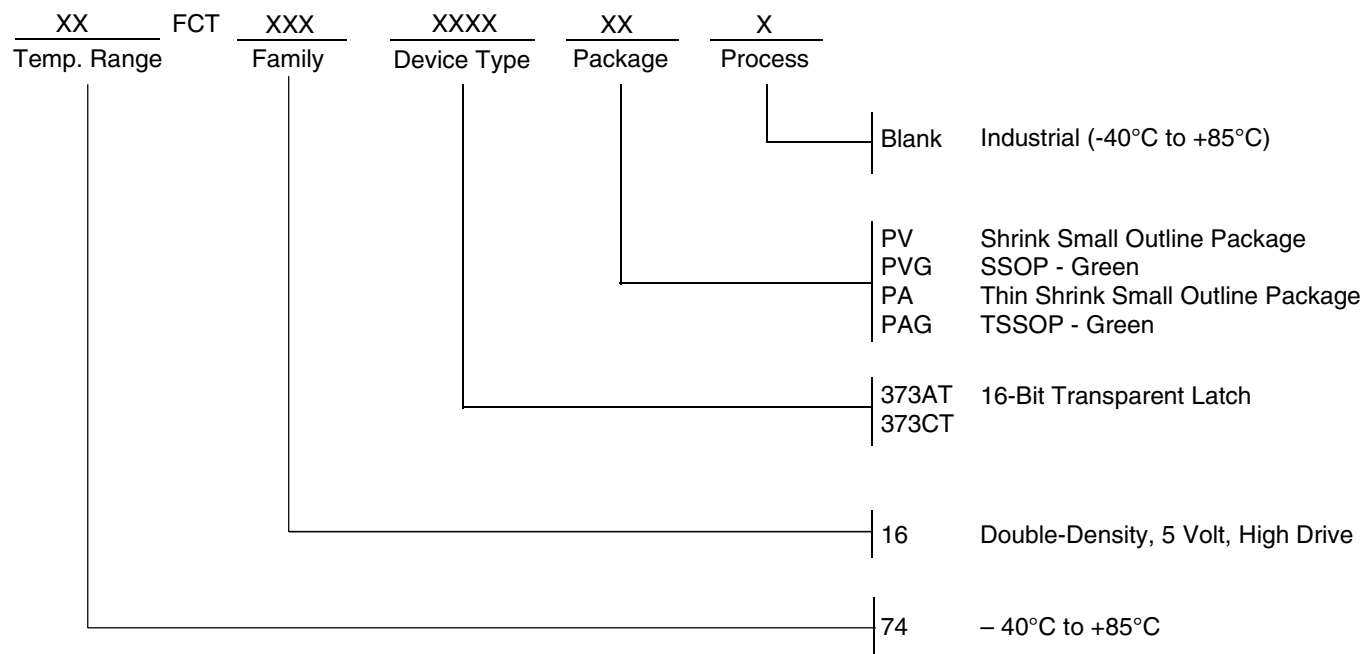 XX FCT XXX XXXX XX X
Temp. Range Family Device Type Package Process
Blank Industrial (-40°C to +85°C)
PV Shrink Small Outline Package
PVG SSOP - Green
PA Thin Shrink Small Outline Package
PAG TSSOP - Green
373AT 16-Bit Transparent Latch
373CT
16 Double-Density, 5 Volt, High Drive
74 – 40°C to +85°C